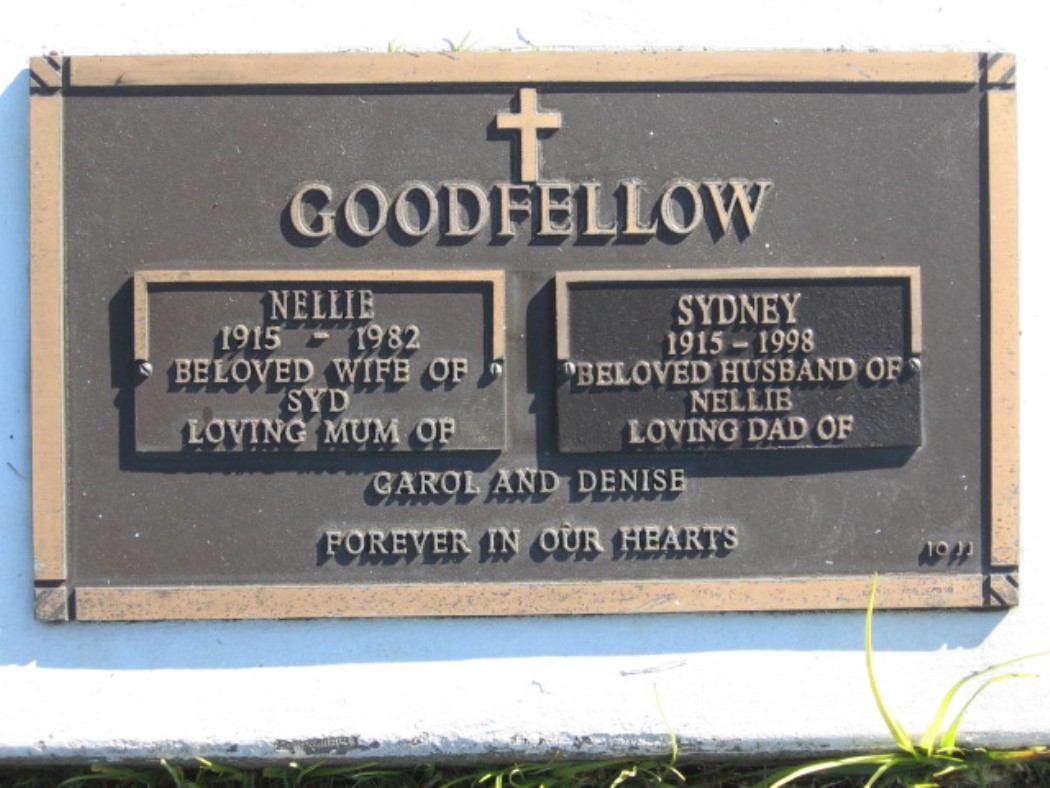 GOODFELLOW
NELLIE
1915 - 1982
BELOVED WIFE OF
SYD
LOVING MUM OF
SYDNEY
1915 - 1998
BELOVED HUSBAND OF
NELLIE
LOVING DAD OF
CAROL AND DENISE
FOREVER IN OUR HEARTS